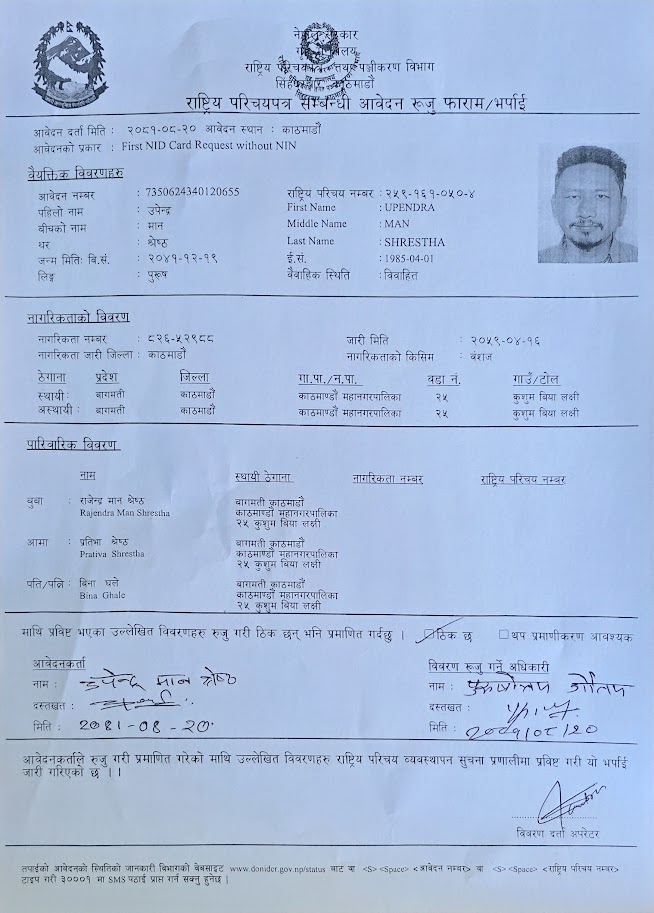 नेपाल सरकार
राष्ट्रिय परिचयपत्र तथा पञ्जीकरण विभाग
सिंहदरबार, काठमाडौं
राष्ट्रिय परिचयपत्र सम्बन्धी आवेदन रूजु फाराम/भर्पाई
आवेदन दर्ता मिति : २०८१-०८-२० आवेदन स्थान : काठमाडौं
आवेदनको प्रकार : First NID Card Request without NIN
वैयक्तिक विवरणहरु
आवेदन नम्बर : 7350624340120655 राष्ट्रिय परिचय नम्बर : २५९-१६१-०५०-४
पहिलो नाम : उपेन्द्र First Name : UPENDRA
बीचको नाम : मान Middle Name : MAN
थर : श्रेष्ठ Last Name : SHRESTHA
जन्म मिति: बि.सं. : २०४१-१२-१९ ई.सं. : 1985-04-01
लिङ्ग : पुरूष वैवाहिक स्थिति : विवाहित
नागरिकताको विवरण
नागरिकता नम्बर : ८२६-५२९८८ जारी मिति : २०५९-०४-१६
नागरिकता जारी जिल्ला : काठमाडौं नागरिकताको किसिम : वंशज
ठेगाना प्रदेश जिल्ला गा.पा./न.पा. वडा नं. गाउँ/टोल
स्थायी : बागमती काठमाडौं काठमाण्डौं महानगरपालिका २५ कुशुम बिया लक्षी
अस्थायी : बागमती काठमाडौं काठमाण्डौं महानगरपालिका २५ कुशुम बिया लक्षी
पारिवारिक विवरण
नाम स्थायी ठेगाना नागरिकता नम्बर राष्ट्रिय परिचय नम्बर
बुबा : राजेन्द्र मान श्रेष्ठ बागमती काठमाडौं
Rajendra Man Shrestha काठमाण्डौं महानगरपालिका
२५ कुशुम बिया लक्षी
आमा : प्रतिभा श्रेष्ठ बागमती काठमाडौं
Prativa Shrestha काठमाण्डौं महानगरपालिका
२५ कुशुम बिया लक्षी
पति/पत्नि : बिना घले बागमती काठमाडौं
Bina Ghale काठमाण्डौं महानगरपालिका
२५ कुशुम बिया लक्षी
माथि प्रविष्ट भएका उल्लेखित विवरणहरु रुजु गरी ठिक छन् भनि प्रमाणित गर्दछु । ठिक छ थप प्रमाणीकरण आवश्यक
आवेदनकर्ता विवरण रूजु गर्ने अधिकारी
नाम : उपेन्द्र मान श्रेष्ठ नाम : पुरुषोत्तम गौतम
दस्तखत : दस्तखत :
मिति : 2081-08-20 मिति : २०८१/०८/२०
आवेदनकर्ताले रुजु गरी प्रमाणित गरेको माथि उल्लेखित विवरणहरु राष्ट्रिय परिचय व्यवस्थापन सुचना प्रणालीमा प्रविष्ट गरी यो भर्पाई
जारी गरिएको छ ।।
विवरण दर्ता अपरेटर
तपाईको आवेदनको स्थितिको जानकारी विभागको वेबसाइट www.donidcr.gov.np/status बाट वा <S> <Space> <आवेदन नम्बर> वा <S> <Space> <राष्ट्रिय परिचय नम्बर>
टाइप गरी ३०००१ मा SMS पठाई प्राप्त गर्न सक्नु हुनेछ ।